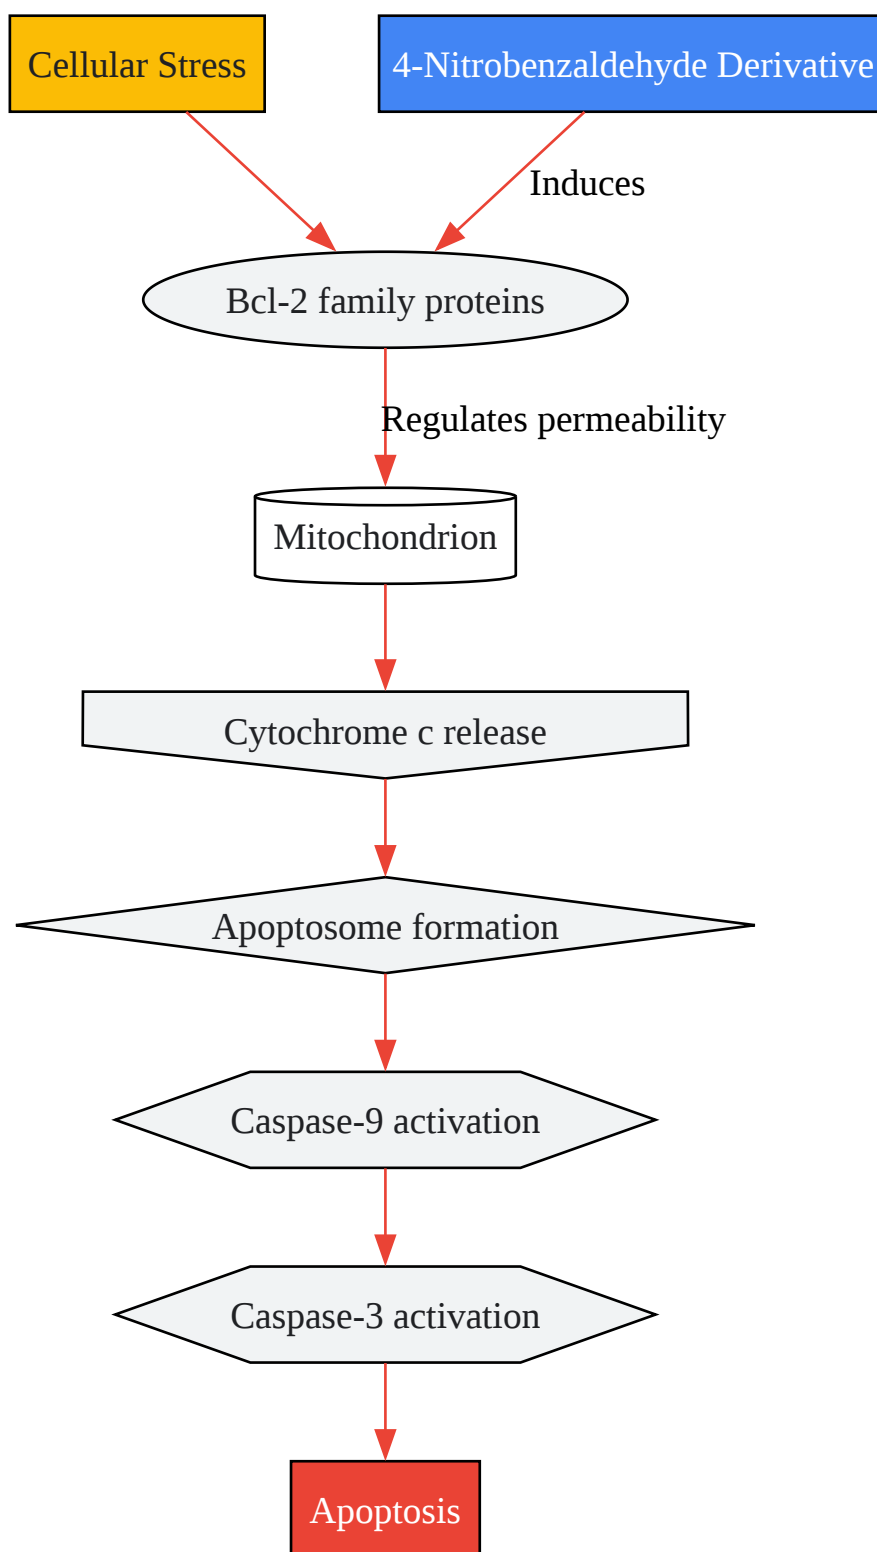 Cellular Stress
4-Nitrobenzaldehyde Derivative
Induces
Bcl-2 family proteins
Regulates permeability
Mitochondrion
Cytochrome c release
Apoptosome formation
Caspase-9 activation
Caspase-3 activation
Apoptosis